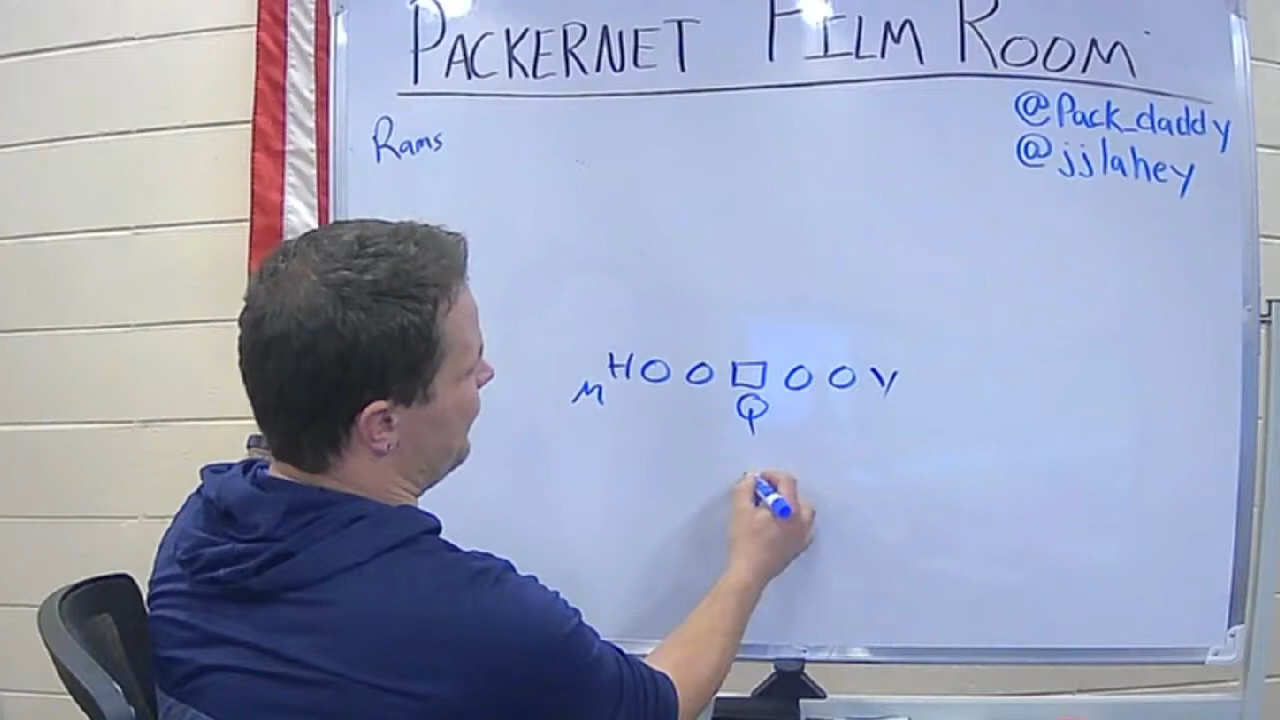 PACKERNET FILM ROOM
@Pack_daddy
@jjlahey
Rams
M H O O □ O O Y
Q